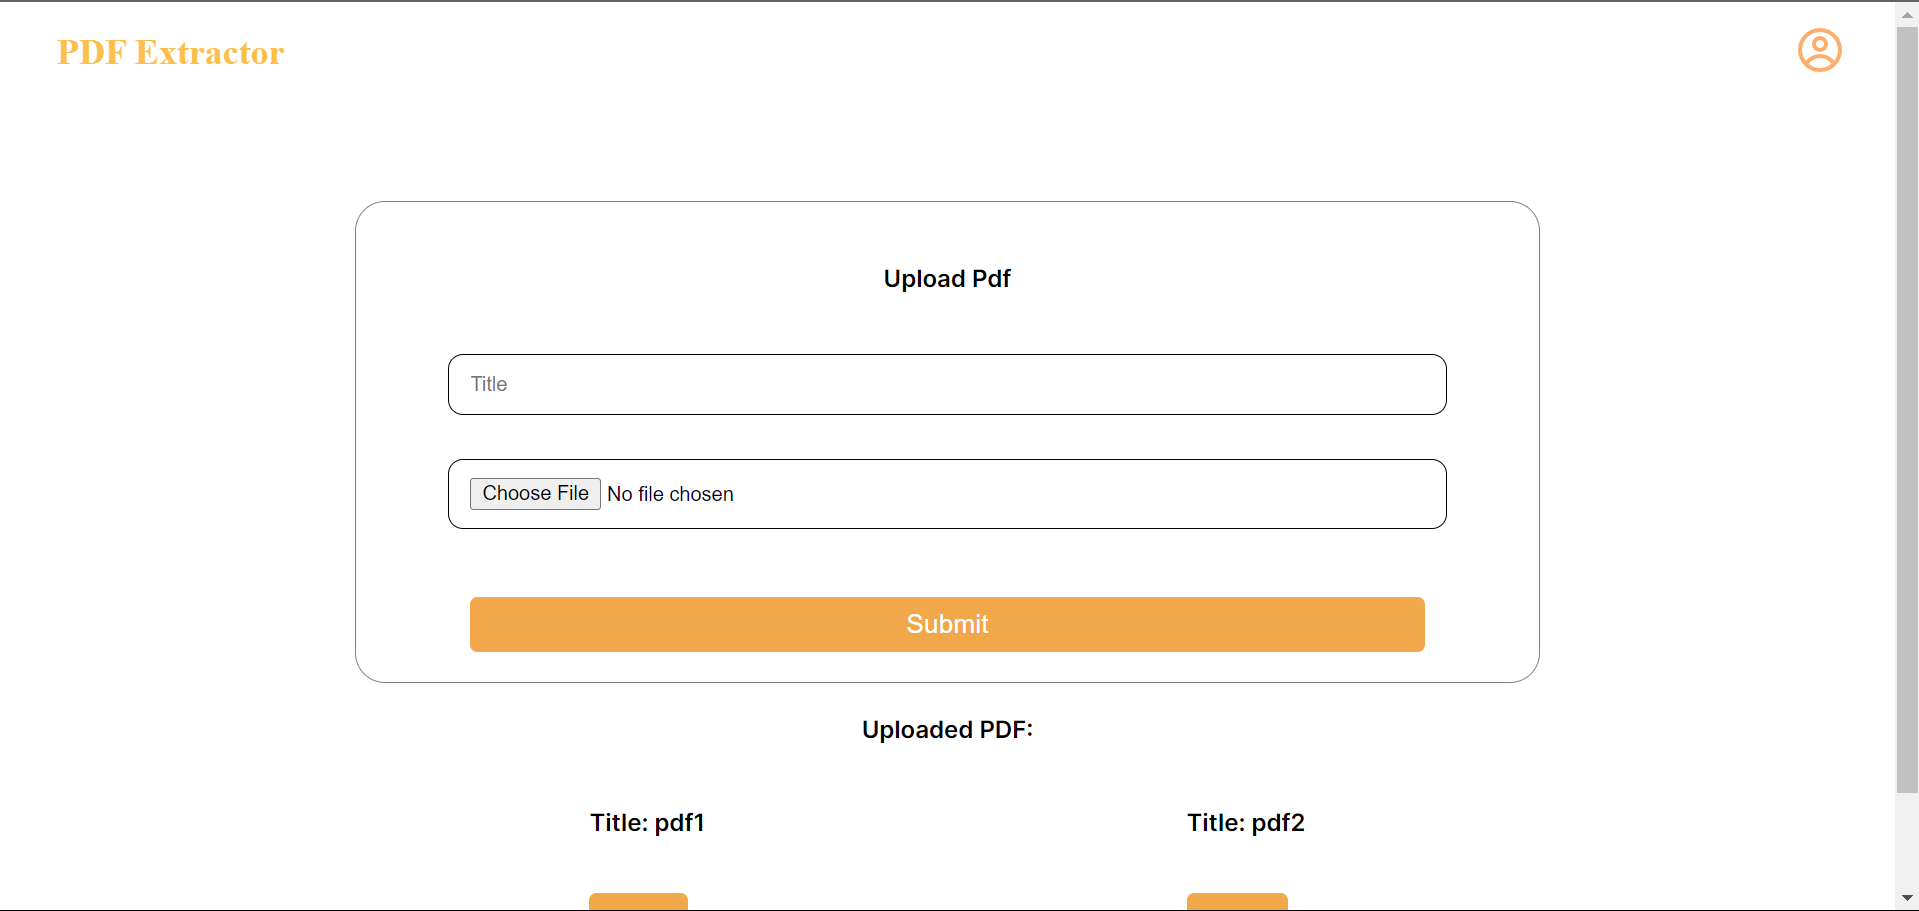 PDF Extractor
Upload Pdf
Title
Choose File No file chosen
Submit
Uploaded PDF:
Title: pdf1
Title: pdf2